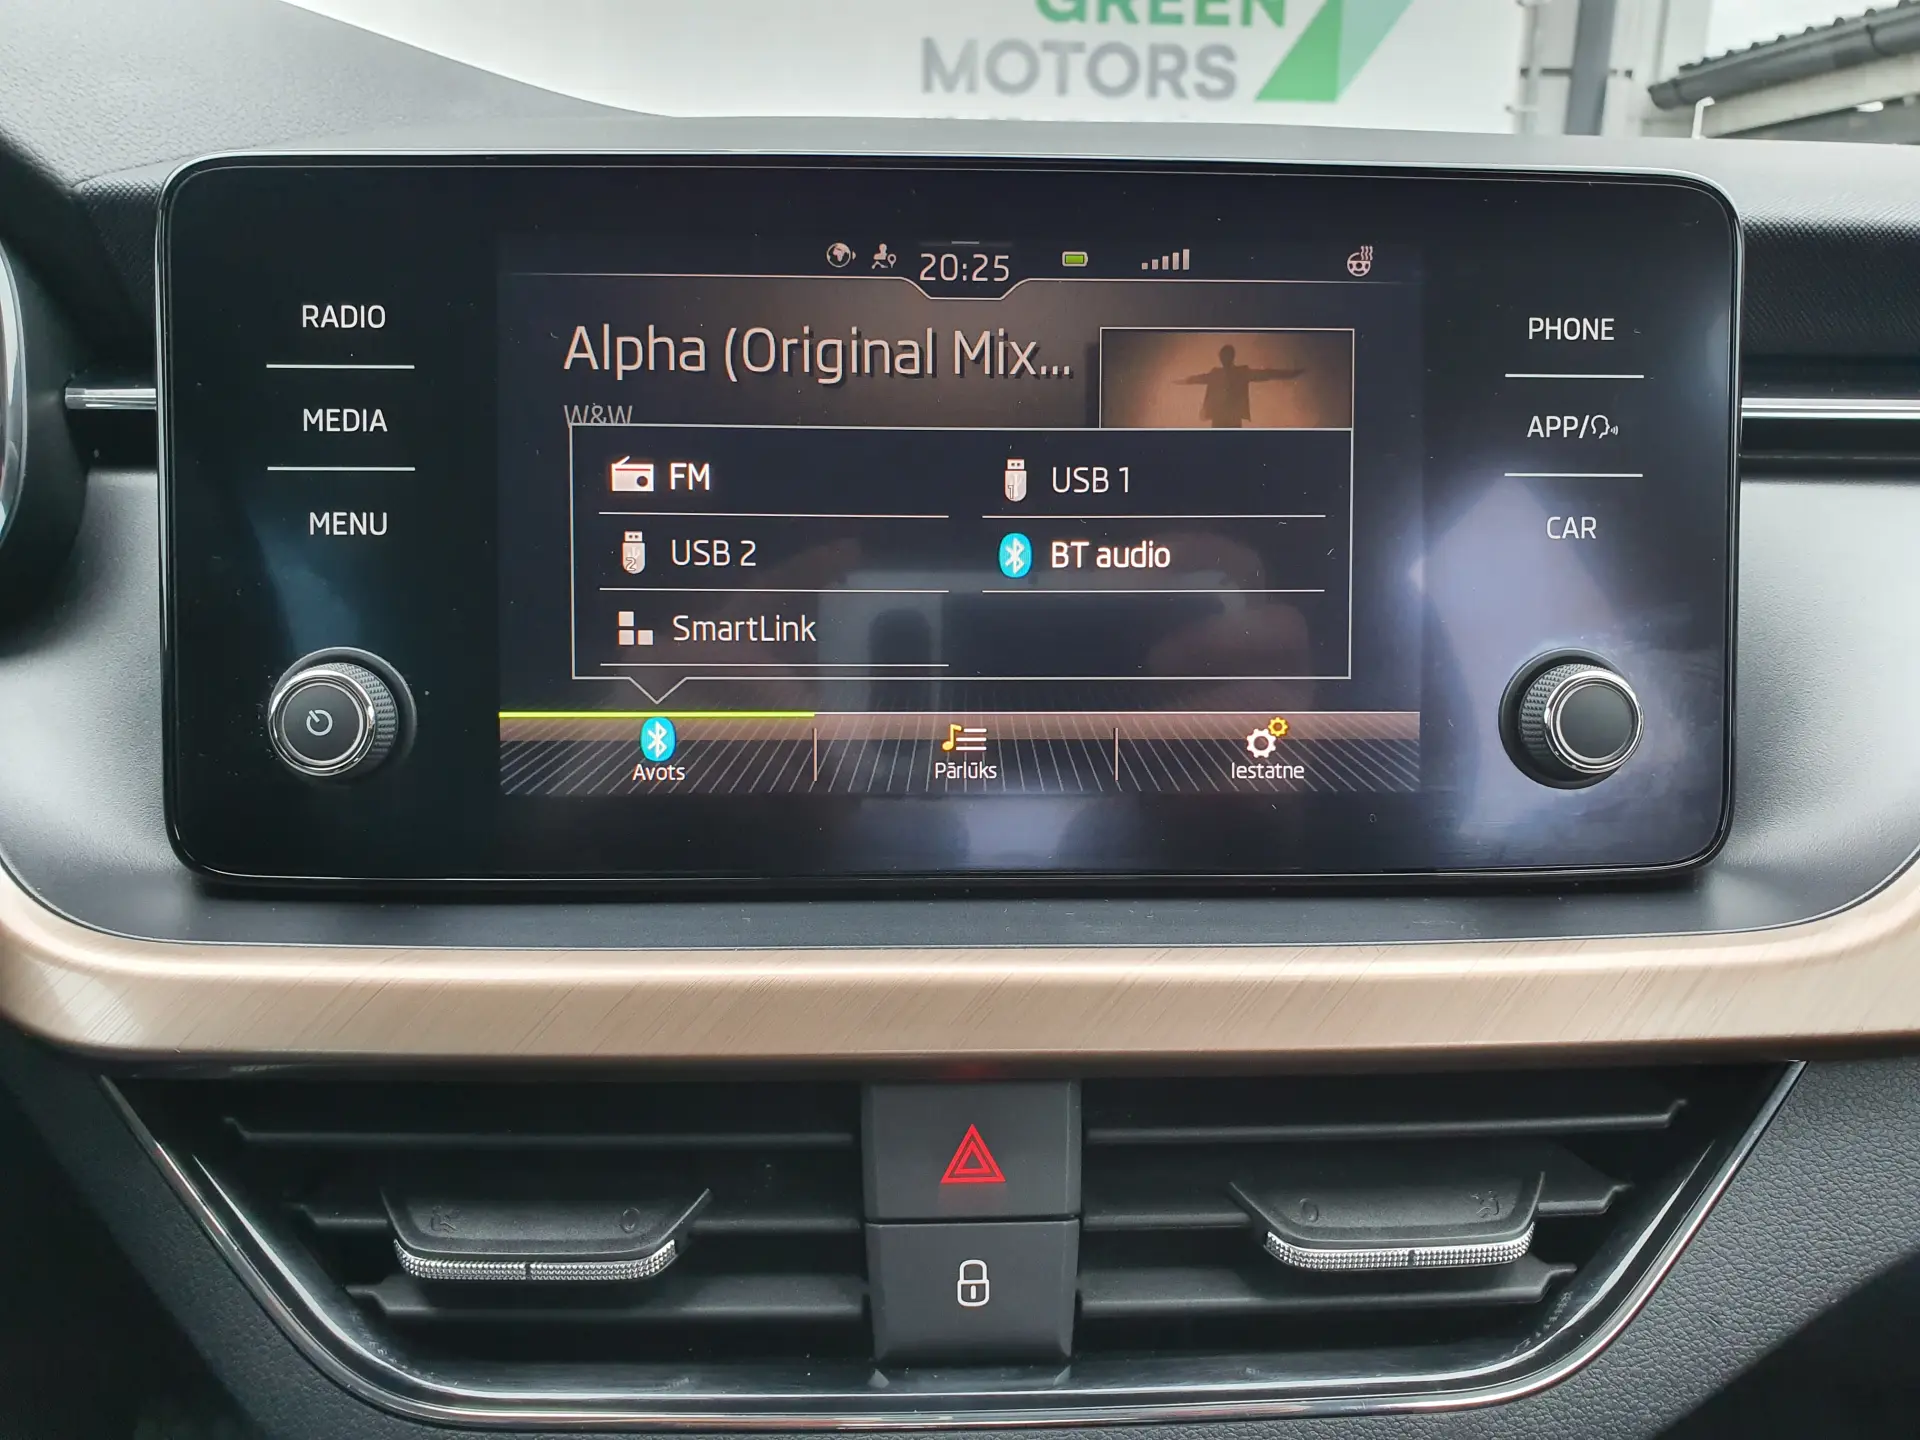 GREEN
MOTORS
20:25
RADIO
MEDIA
MENU
Alpha (Original Mix...
W&W
FM
USB 1
USB 2
BT audio
SmartLink
Avots
Pārlūks
Iestatne
PHONE
APP/
CAR